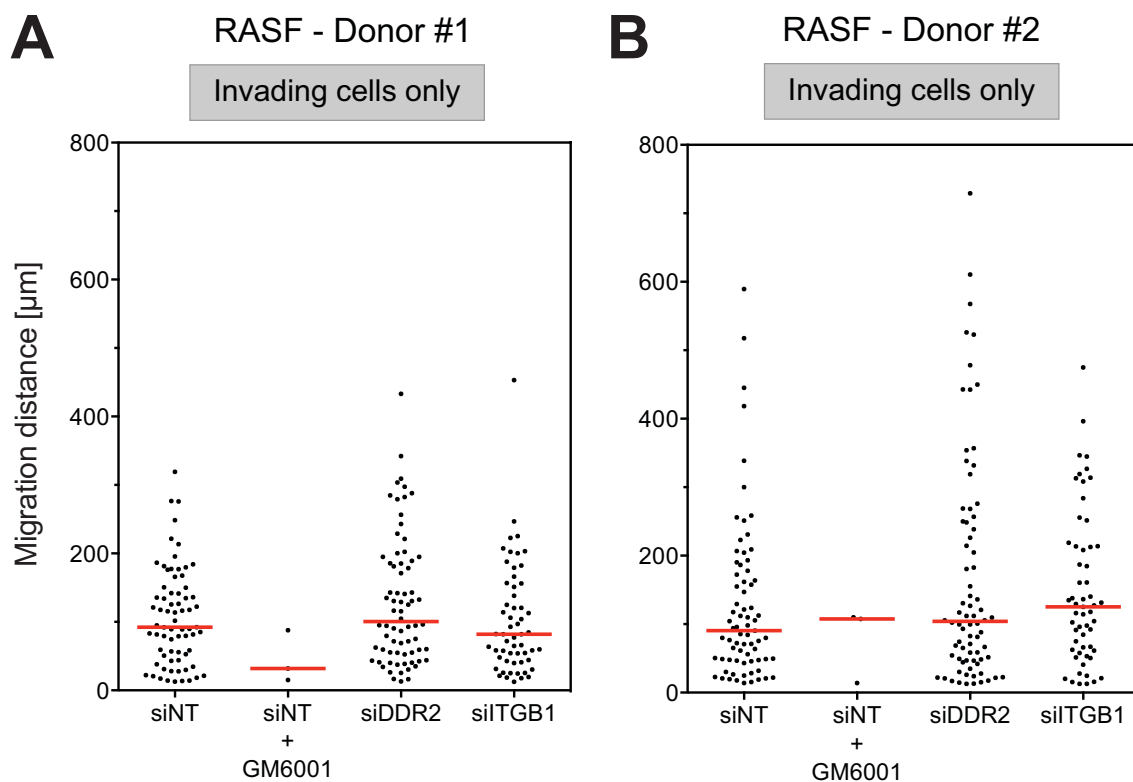 A
RASF - Donor #1
Invading cells only
Migration distance [µm]
800
600
400
200
0
siNT
siNT
+
GM6001
siDDR2
siITGB1
B
RASF - Donor #2
Invading cells only
800
600
400
200
0
siNT
siNT
+
GM6001
siDDR2
siITGB1